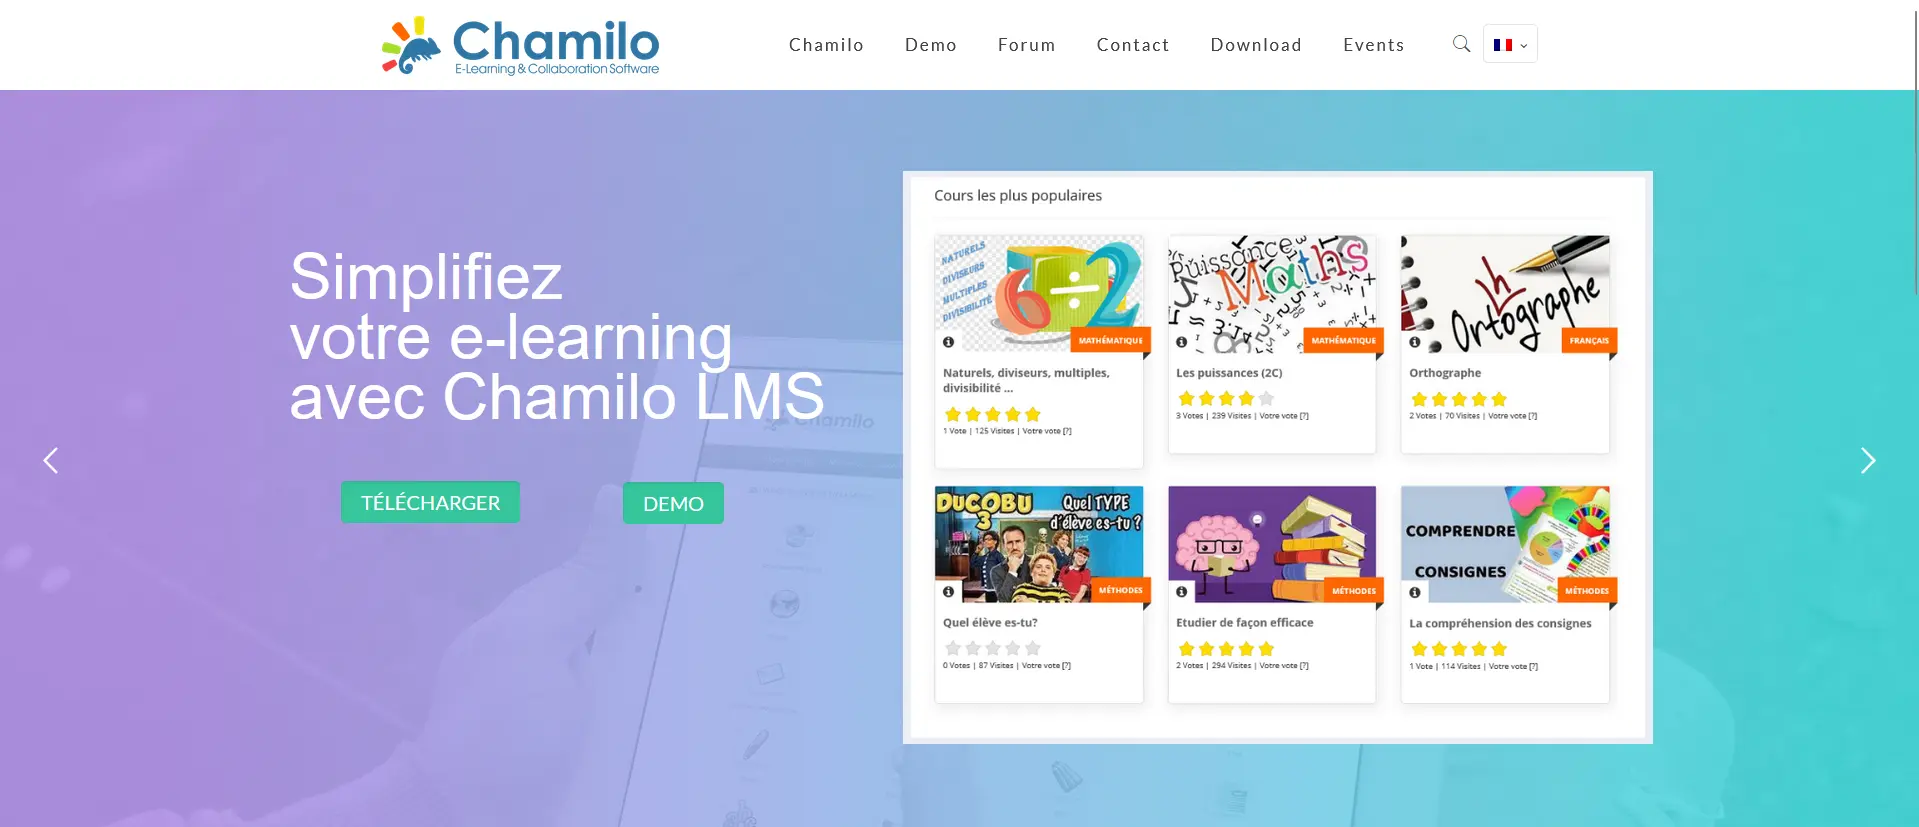 Chamilo
E-Learning & Collaboration Software
Chamilo
Demo
Forum
Contact
Download
Events
Simplifiez
votre e-learning
avec Chamilo LMS
TÉLÉCHARGER
DEMO
Cours les plus populaires
NATURELS
DIVISEURS
MULTIPLES
DIVISIBILITÉ
6 ÷ 2
MATHÉMATIQUE
Naturels, diviseurs, multiples,
divisibilité ...
1 Vote | 125 Visites | Votre vote [?]
Puissance
Maths
MATHÉMATIQUE
Les puissances (2C)
3 Votes | 239 Visites | Votre vote [?]
h
Ortographe
FRANÇAIS
Orthographe
2 Votes | 70 Visites | Votre vote [?]
DUCOBU
3
Quel TYPE
d'élève es-tu ?
MÉTHODES
Quel élève es-tu?
0 Votes | 87 Visites | Votre vote [?]
MÉTHODES
Etudier de façon efficace
2 Votes | 294 Visites | Votre vote [?]
COMPRENDRE
CONSIGNES
MÉTHODES
La compréhension des consignes
1 Vote | 114 Visites | Votre vote [?]
Chamilo